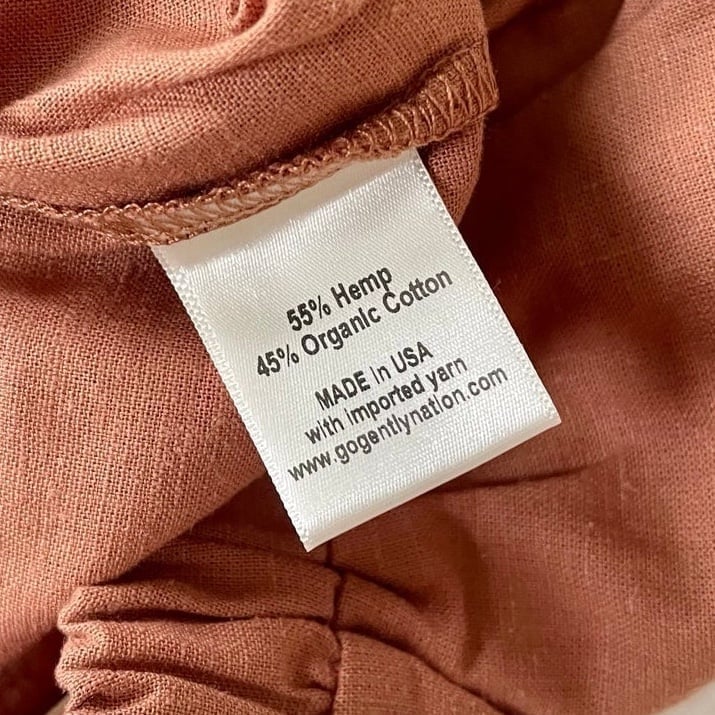 55% Hemp
45% Organic Cotton
MADE in USA
with imported yarn
www.gogentlynation.com